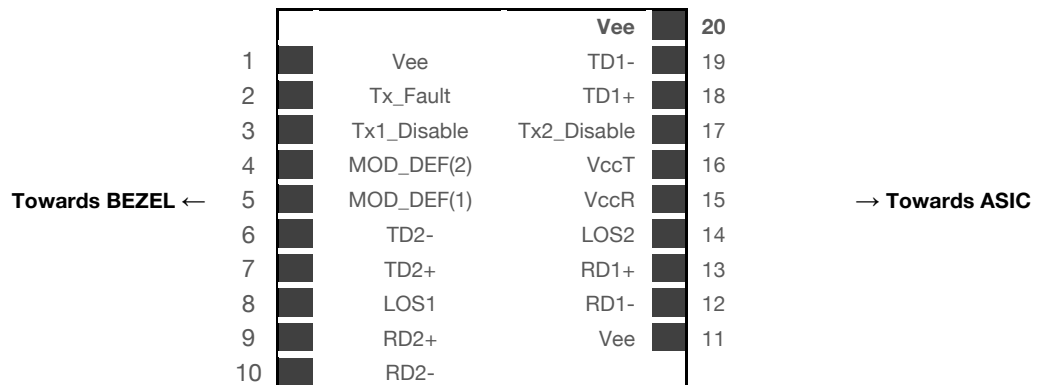 Vee 20
1 Vee TD1- 19
2 Tx_Fault TD1+ 18
3 Tx1_Disable Tx2_Disable 17
4 MOD_DEF(2) VccT 16
Towards BEZEL ← 5 MOD_DEF(1) VccR 15 → Towards ASIC
6 TD2- LOS2 14
7 TD2+ RD1+ 13
8 LOS1 RD1- 12
9 RD2+ Vee 11
10 RD2-